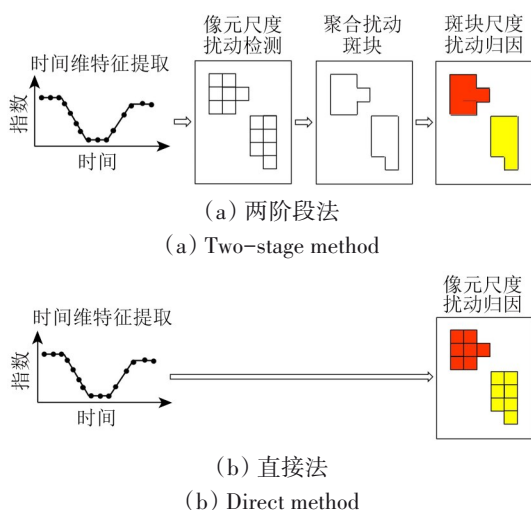 时间维特征提取
指数
时间
像元尺度
扰动检测
聚合扰动
斑块
斑块尺度
扰动归因
(a) 两阶段法
(a) Two-stage method
时间维特征提取
指数
时间
像元尺度
扰动归因
(b) 直接法
(b) Direct method